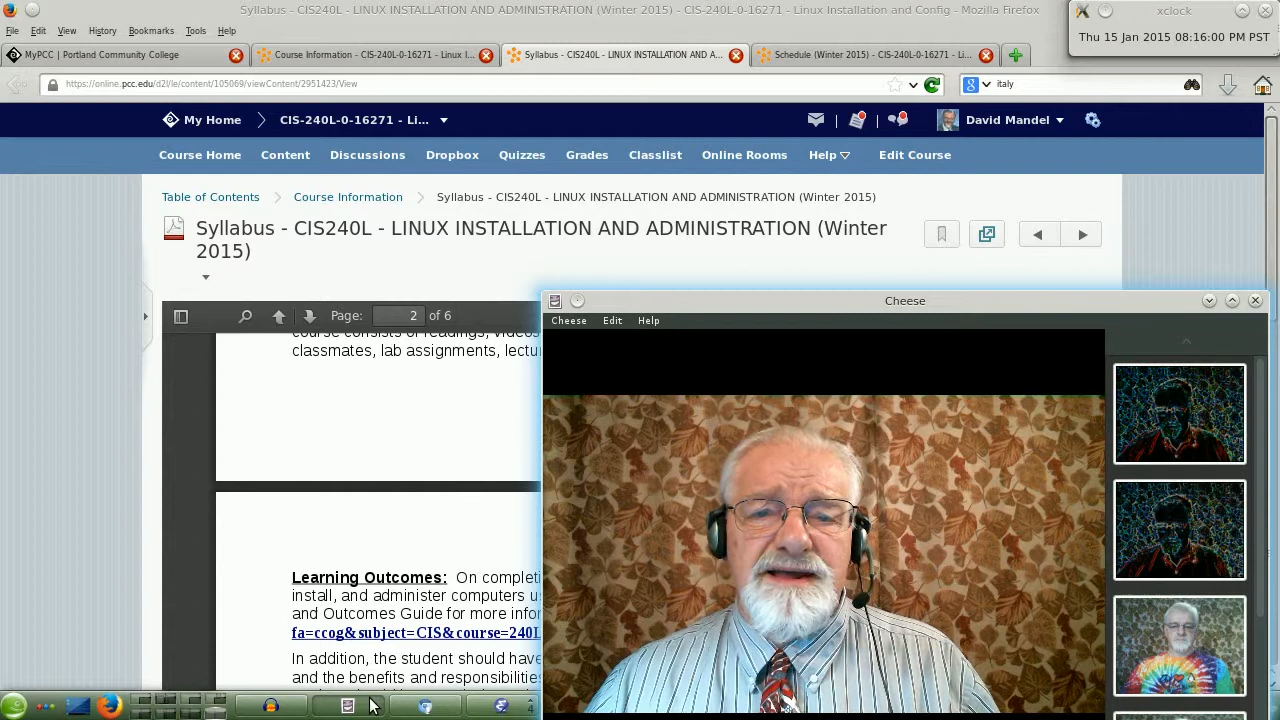 Syllabus - CIS240L - LINUX INSTALLATION AND ADMINISTRATION (Winter 2015) - CIS-240L-0-16271 - Linux Installation and Config - Mozilla Firefox
xclock
File Edit View History Bookmarks Tools Help
Thu 15 Jan 2015 08:16:00 PM PST
MyPCC | Portland Community College
Course Information - CIS-240L-0-16271 - Linux I...
Syllabus - CIS240L - LINUX INSTALLATION AND A...
Schedule (Winter 2015) - CIS-240L-0-16271 - Li...
https://online.pcc.edu/d2l/le/content/105069/viewContent/2951423/View
italy
My Home
CIS-240L-0-16271 - Li...
David Mandel
Course Home Content Discussions Dropbox Quizzes Grades Classlist Online Rooms Help Edit Course
Table of Contents
Course Information
Syllabus - CIS240L - LINUX INSTALLATION AND ADMINISTRATION (Winter 2015)
Syllabus - CIS240L - LINUX INSTALLATION AND ADMINISTRATION (Winter
2015)
Cheese
Page: 2 of 6
Cheese Edit Help
classmates, lab assignments, lectu
Learning Outcomes: On completi
install, and administer computers u
and Outcomes Guide for more infor
fa=ccog&subject=CIS&course=240L
In addition, the student should have
and the benefits and responsibilities